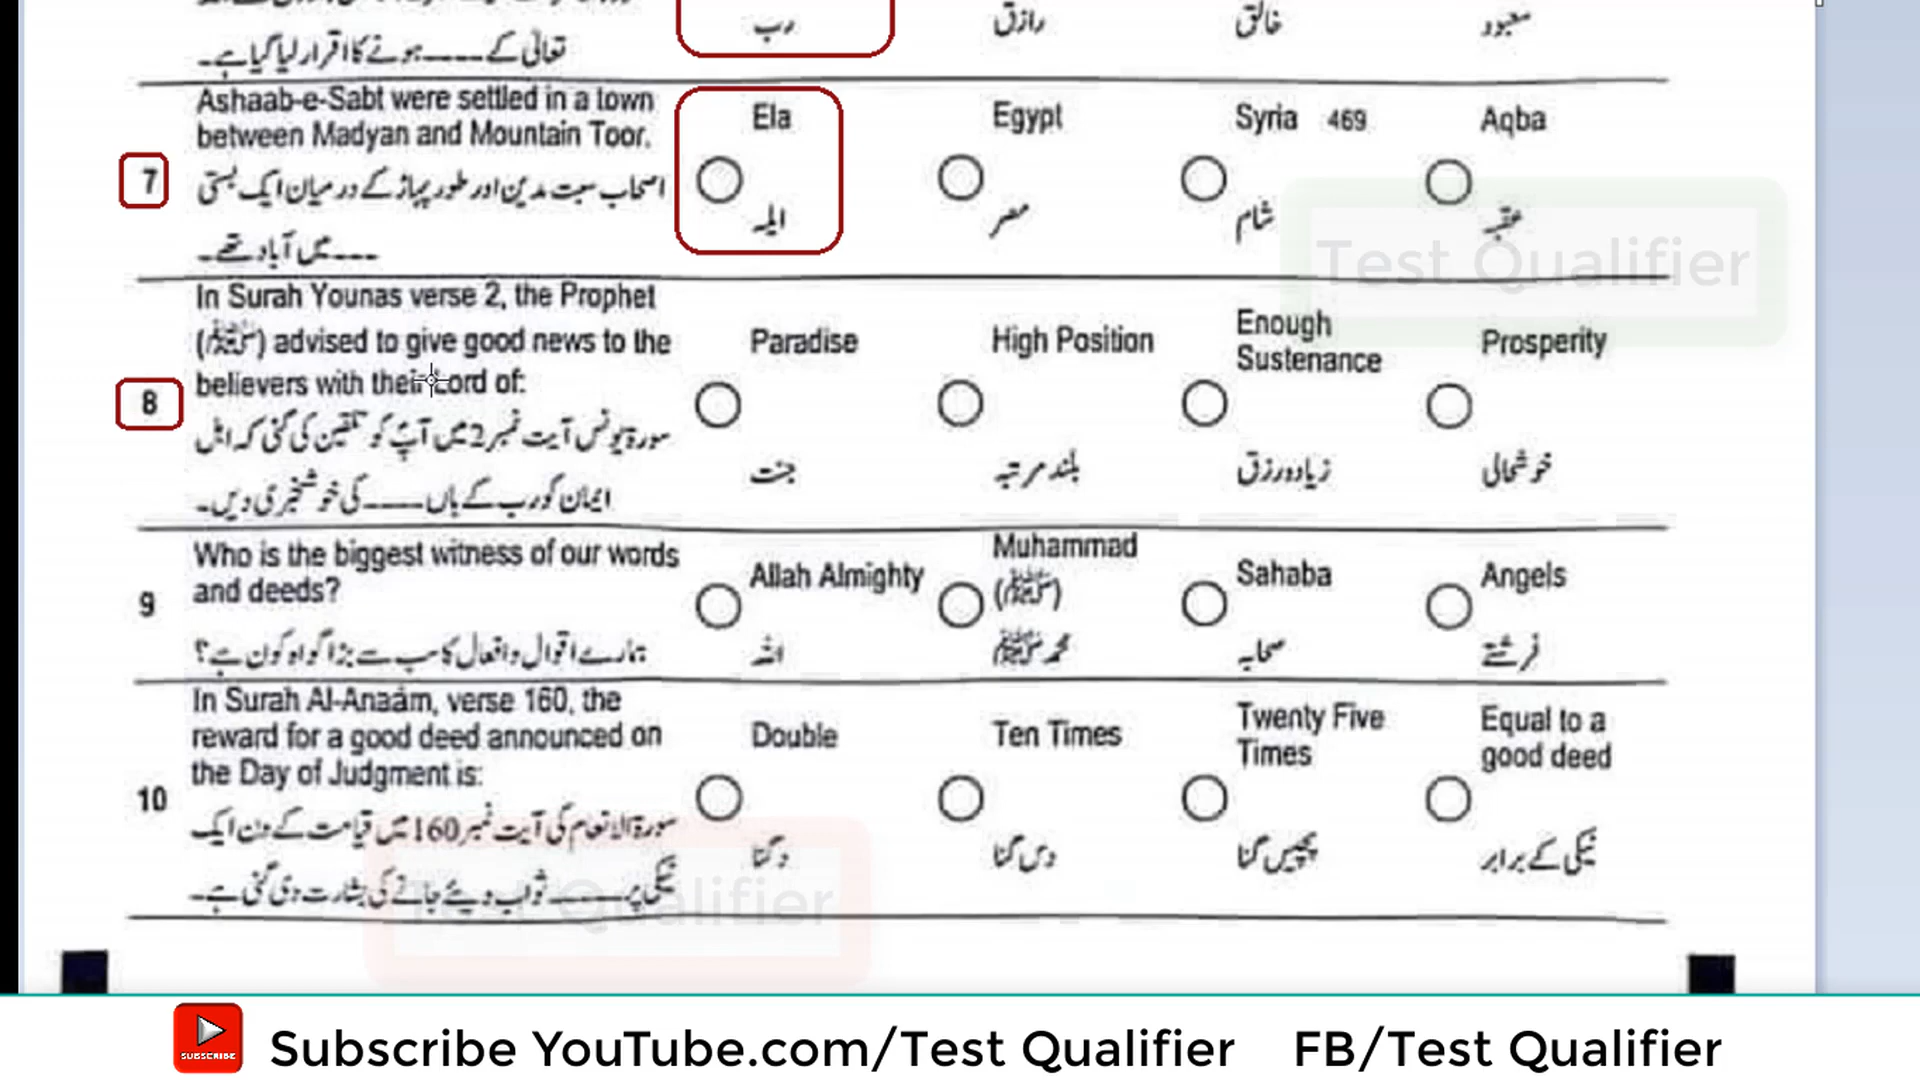 رب
رازق
خالق
معبود
تعالیٰ کے ----- ہونے کا اقرار لیا گیا ہے۔
Ashaab-e-Sabt were settled in a town
between Madyan and Mountain Toor.
7
اصحاب سبت مدین اور طور پہاڑ کے درمیان ایک بستی
---- میں آباد تھے۔
Ela
ایلہ
Egypt
مصر
Syria 469
شام
Aqba
عقبہ
Test Qualifier
In Surah Younas verse 2, the Prophet
(ﷺ) advised to give good news to the
believers with their Lord of:
8
سورۃ یونس آیت نمبر 2 میں آپؐ کو تلقین کی گئی کہ اہل
ایمان کو رب کے ہاں ----- کی خوشخبری دیں۔
Paradise
جنت
High Position
بلند مرتبہ
Enough
Sustenance
زیادہ رزق
Prosperity
خوشحالی
Who is the biggest witness of our words
and deeds?
9
ہمارے اقوال و افعال کا سب سے بڑا گواہ کون ہے؟
Allah Almighty
اللہ
Muhammad
(ﷺ)
محمد ﷺ
Sahaba
صحابہ
Angels
فرشتے
In Surah Al-Anaám, verse 160, the
reward for a good deed announced on
the Day of Judgment is:
10
سورۃ الانعام کی آیت نمبر 160 میں قیامت کے دن ایک
نیکی پر ------ ثواب دیئے جانے کی بشارت دی گئی ہے۔
Double
دگنا
Ten Times
دس گنا
Twenty Five
Times
پچیس گنا
Equal to a
good deed
نیکی کے برابر
Test Qualifier
SUBSCRIBE
Subscribe YouTube.com/Test Qualifier FB/Test Qualifier